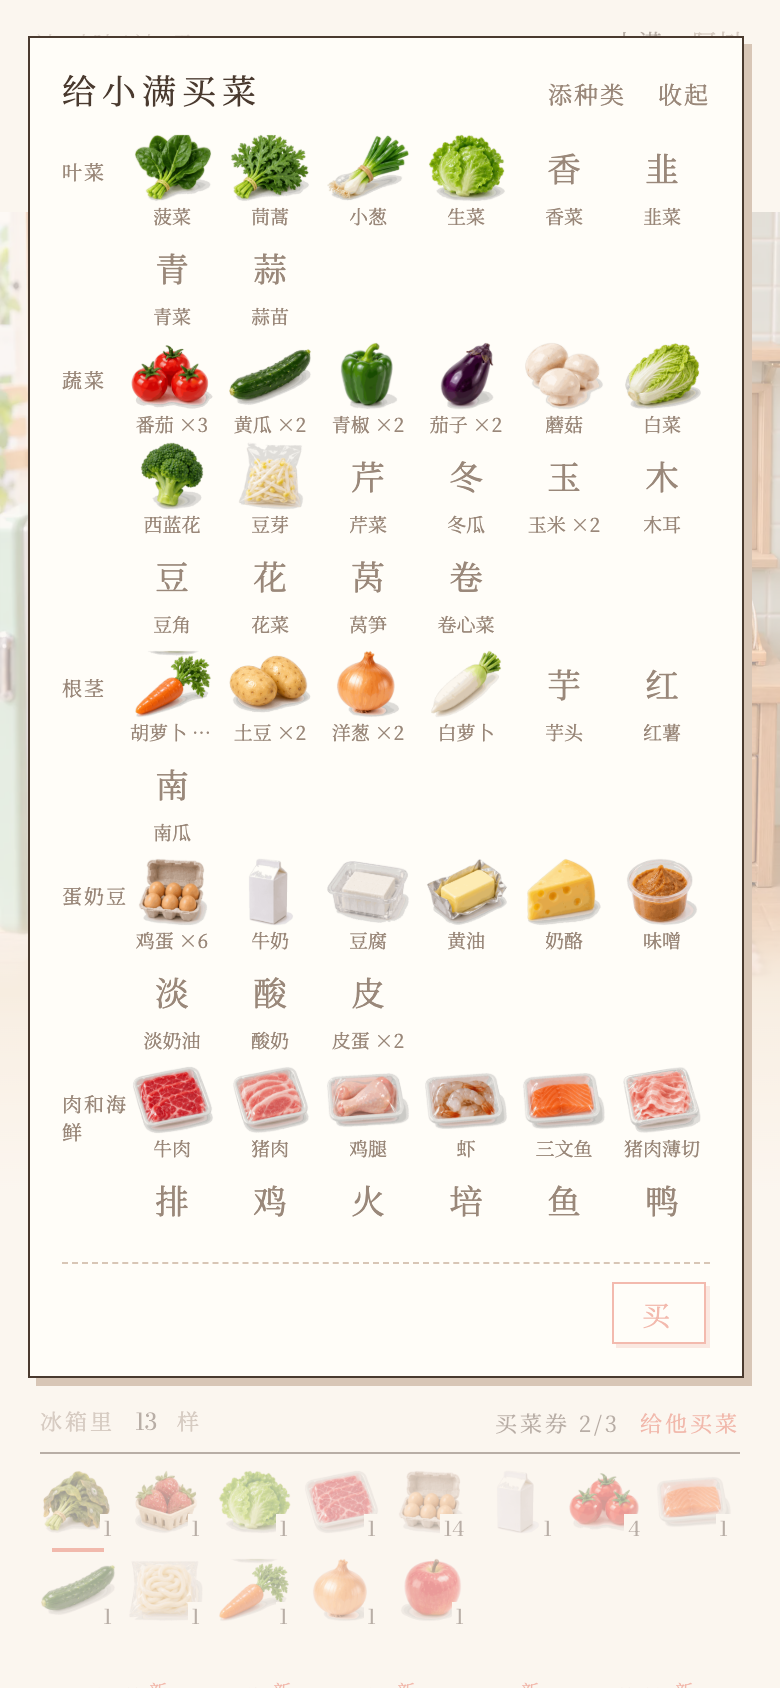 给小满买菜 添种类 收起
叶菜
香 韭
菠菜 茼蒿 小葱 生菜 香菜 韭菜
青 蒜
青菜 蒜苗
蔬菜
番茄 ×3 黄瓜 ×2 青椒 ×2 茄子 ×2 蘑菇 白菜
芹 冬 玉 木
西蓝花 豆芽 芹菜 冬瓜 玉米 ×2 木耳
豆 花 莴 卷
豆角 花菜 莴笋 卷心菜
根茎
芋 红
胡萝卜 … 土豆 ×2 洋葱 ×2 白萝卜 芋头 红薯
南
南瓜
蛋奶豆
鸡蛋 ×6 牛奶 豆腐 黄油 奶酪 味噌
淡 酸 皮
淡奶油 酸奶 皮蛋 ×2
肉和海
鲜
牛肉 猪肉 鸡腿 虾 三文鱼 猪肉薄切
排 鸡 火 培 鱼 鸭
买
冰箱里 13 样 买菜券 2/3 给他买菜
1 1 1 1 14 1 4 1
1 1 1 1 1